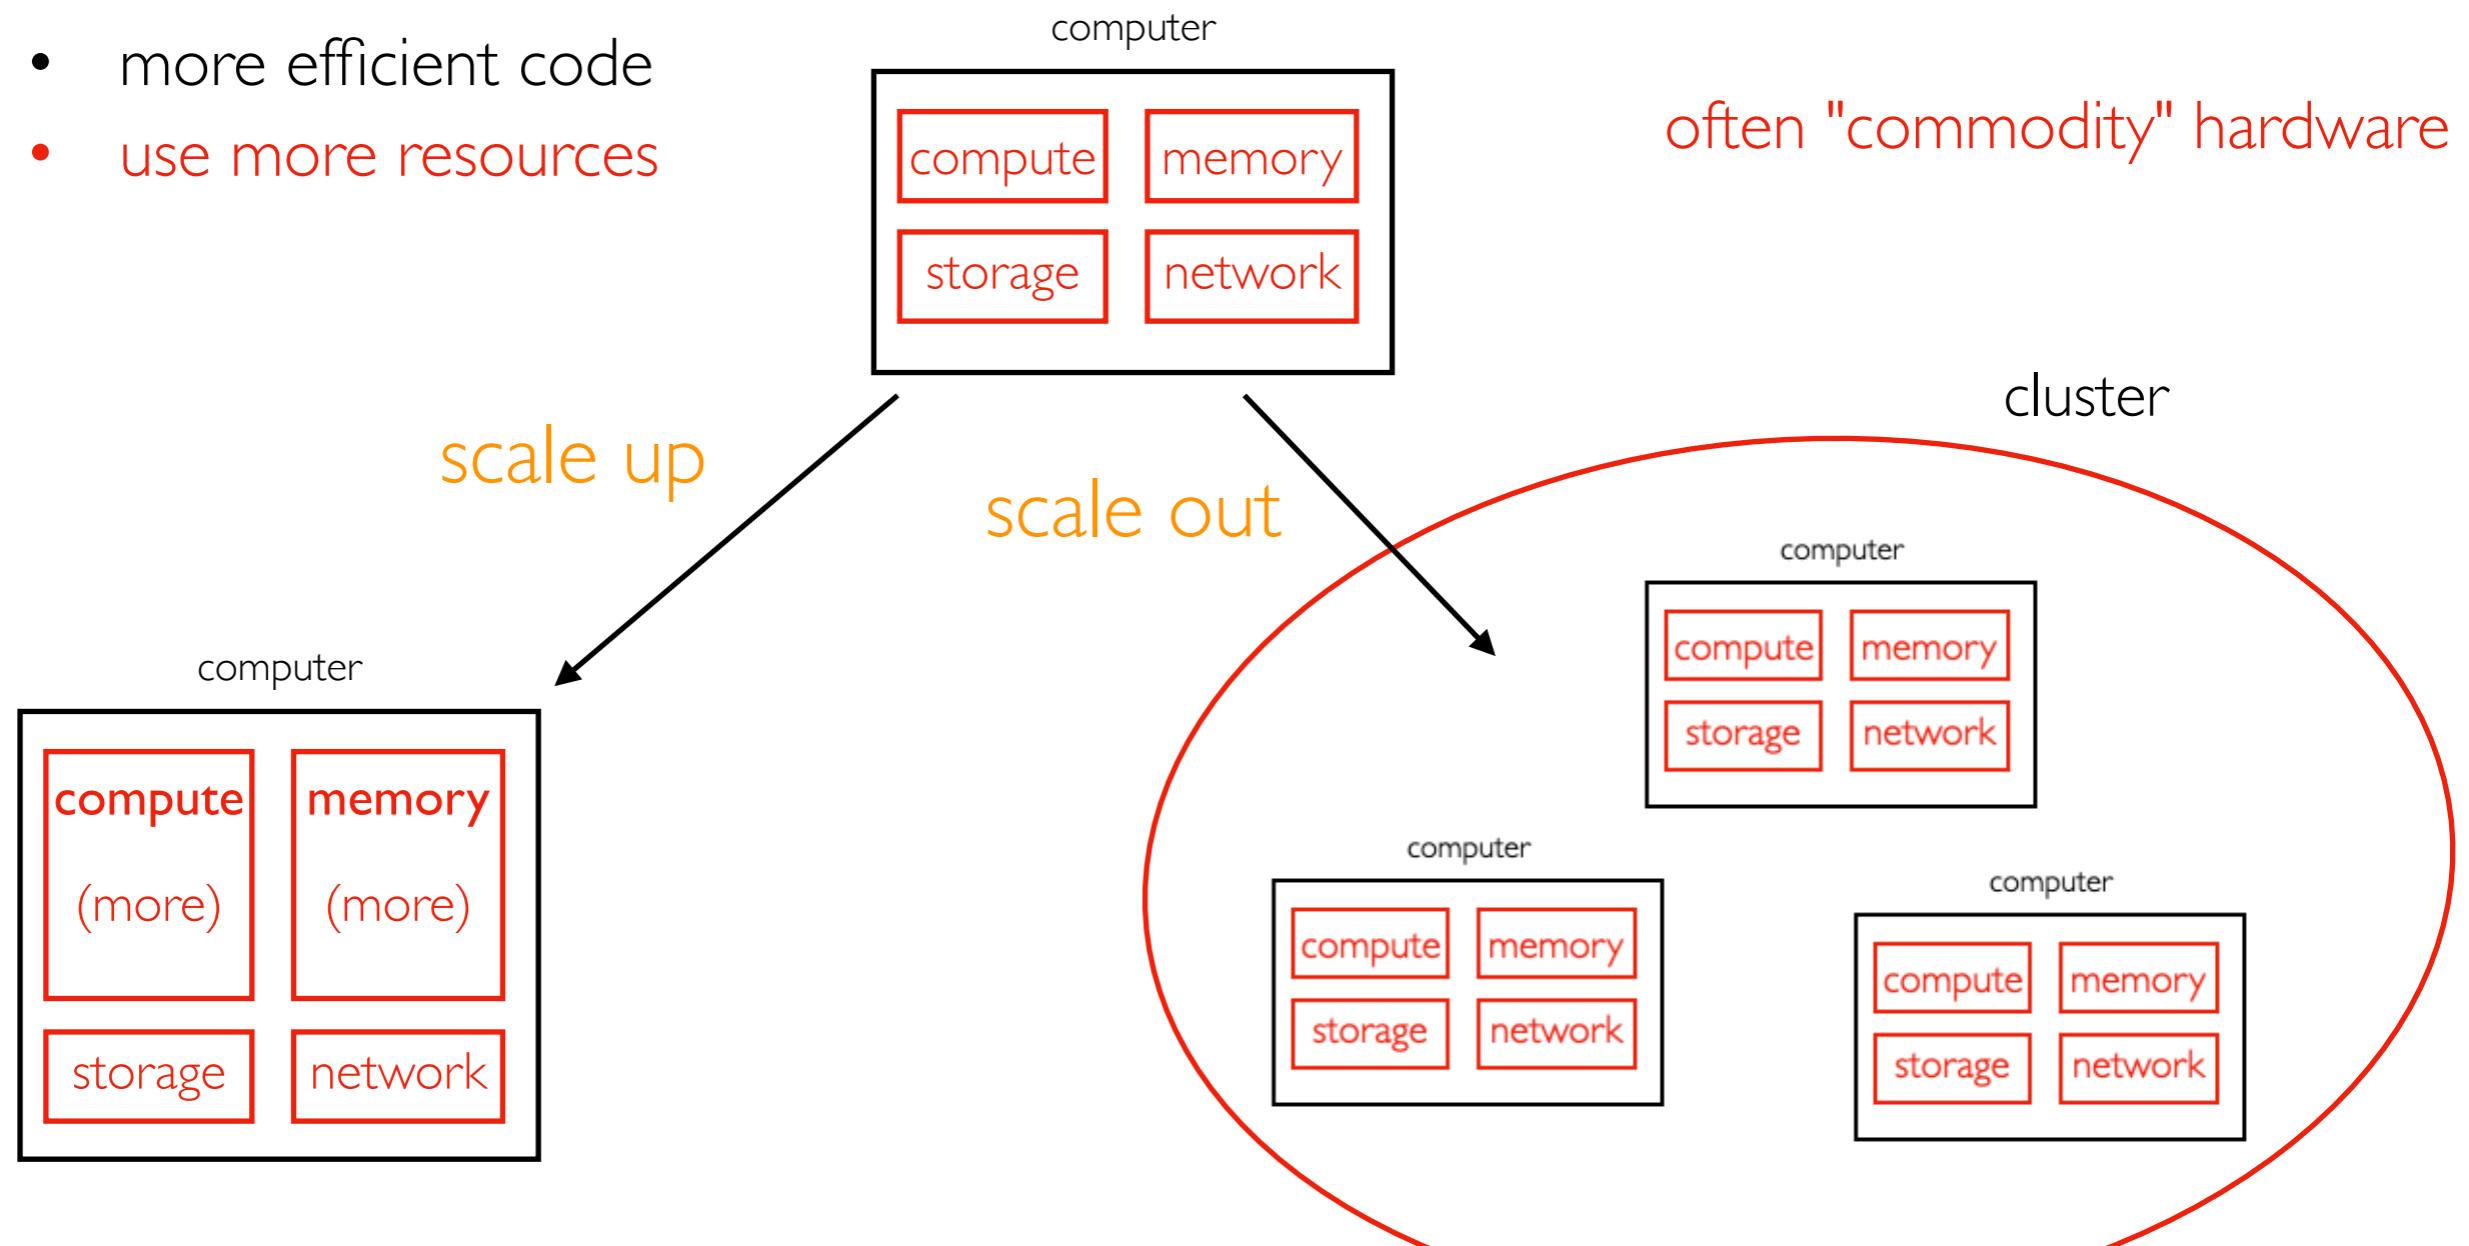 • more efficient code
• use more resources
computer
compute memory
storage network
often "commodity" hardware
scale up
scale out
cluster
computer
compute memory
(more) (more)
storage network
computer
compute memory
storage network
computer
compute memory
storage network
computer
compute memory
storage network